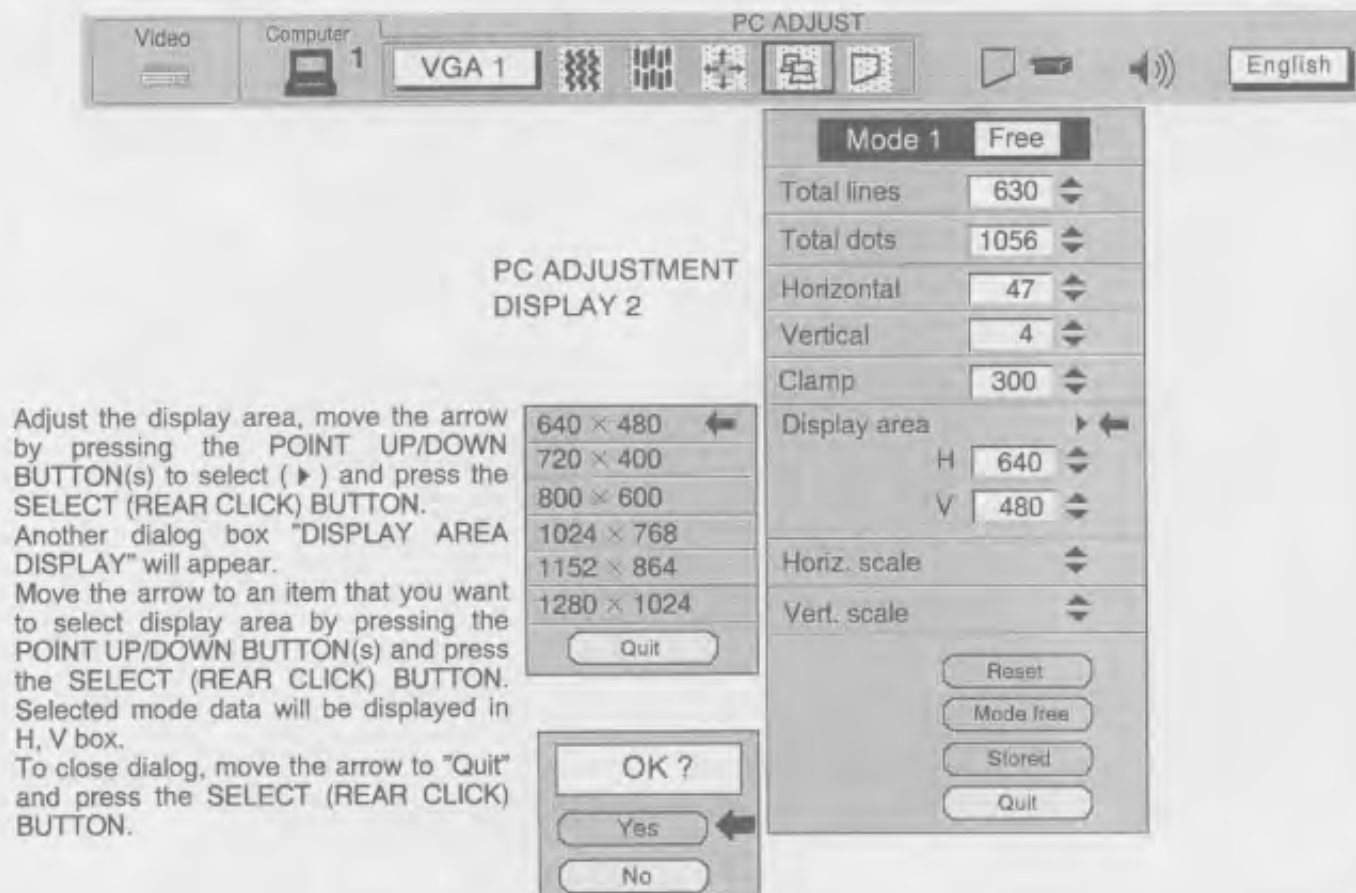 PC ADJUST
Video
Computer
1
VGA 1
English
Mode 1 Free
Total lines 630
Total dots 1056
Horizontal 47
Vertical 4
Clamp 300
Display area
H 640
V 480
Horiz. scale
Vert. scale
Reset
Mode free
Stored
Quit
PC ADJUSTMENT
DISPLAY 2
Adjust the display area, move the arrow
by pressing the POINT UP/DOWN
BUTTON(s) to select ( ▶ ) and press the
SELECT (REAR CLICK) BUTTON.
Another dialog box "DISPLAY AREA
DISPLAY" will appear.
Move the arrow to an item that you want
to select display area by pressing the
POINT UP/DOWN BUTTON(s) and press
the SELECT (REAR CLICK) BUTTON.
Selected mode data will be displayed in
H, V box.
To close dialog, move the arrow to "Quit"
and press the SELECT (REAR CLICK)
BUTTON.
640 × 480
720 × 400
800 × 600
1024 × 768
1152 × 864
1280 × 1024
Quit
OK ?
Yes
No